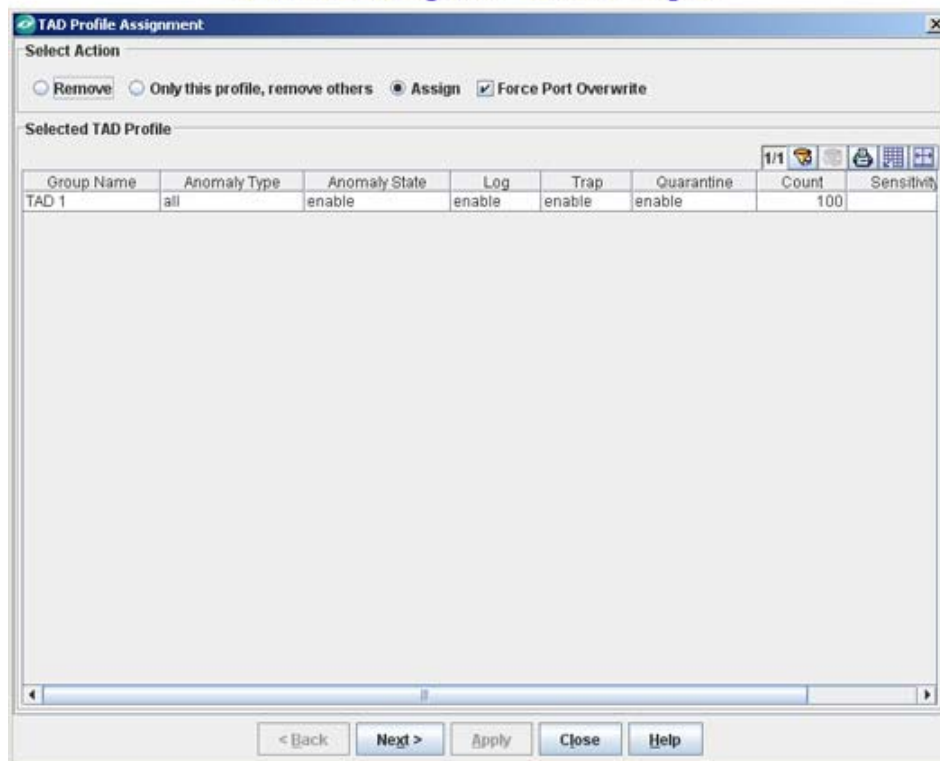 TAD Profile Assignment
Select Action
Remove Only this profile, remove others Assign Force Port Overwrite
Selected TAD Profile
1/1
Group Name Anomaly Type Anomaly State Log Trap Quarantine Count Sensitivity
TAD 1 all enable enable enable enable 100
< Back Next > Apply Close Help